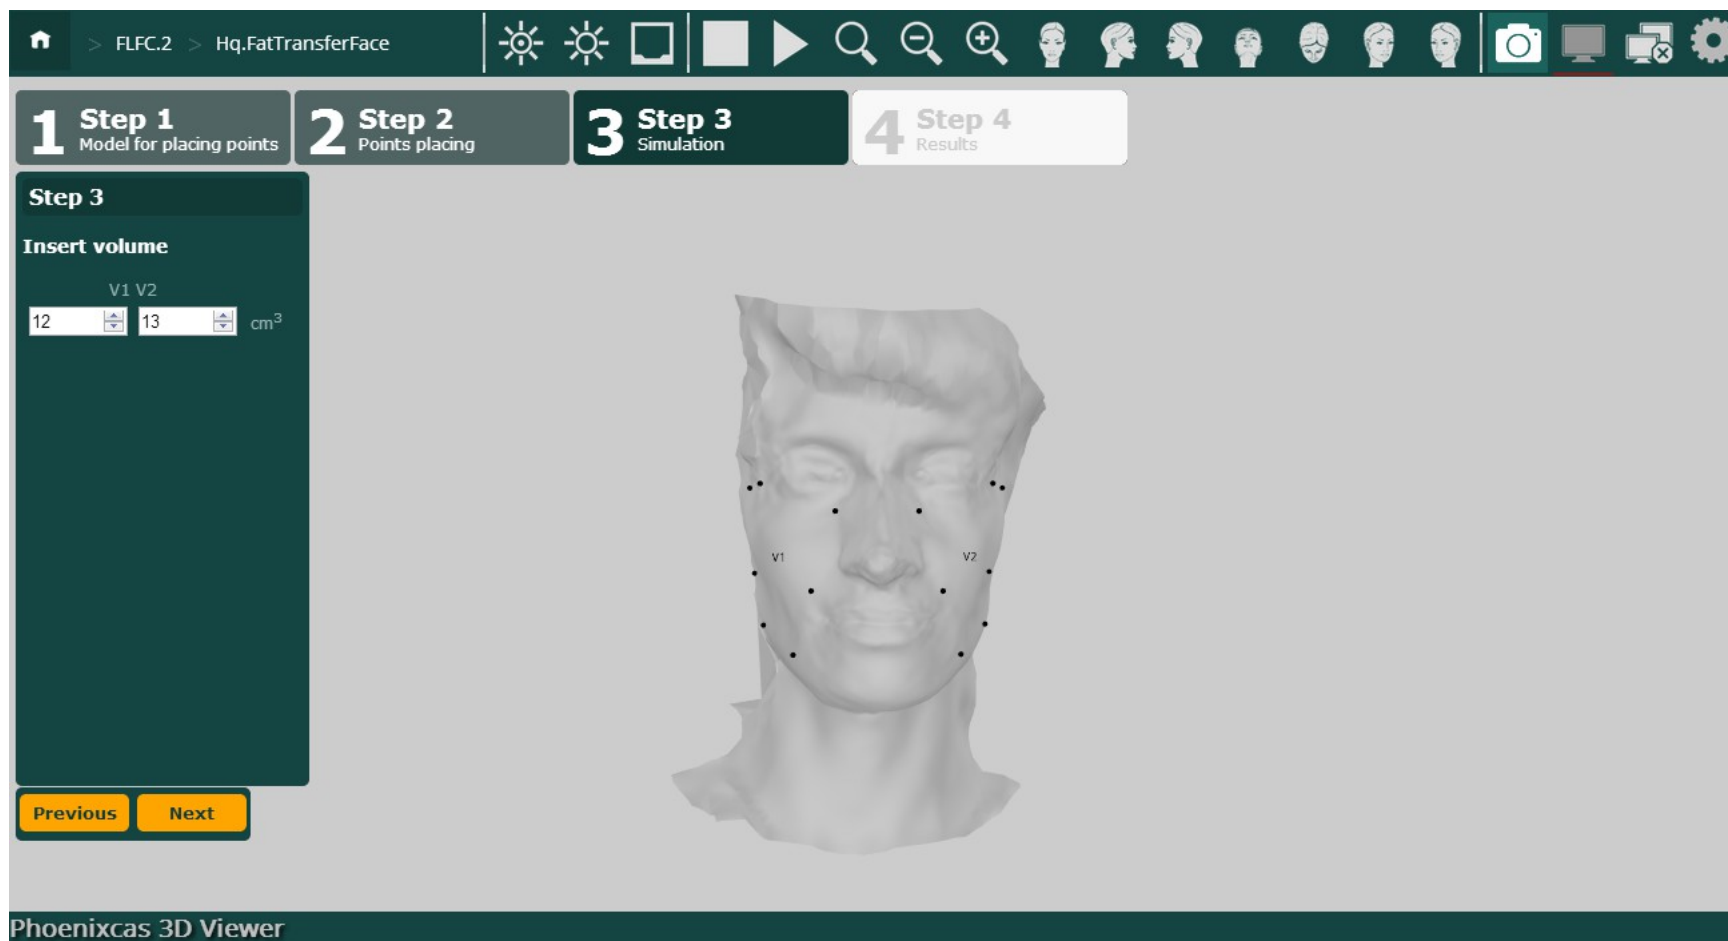 > FLFC.2 > Hq.FatTransferFace
1 Step 1
Model for placing points
2 Step 2
Points placing
3 Step 3
Simulation
4 Step 4
Results
Step 3
Insert volume
V1 V2
12 13 cm³
V1 V2
Previous Next
Phoenixcas 3D Viewer